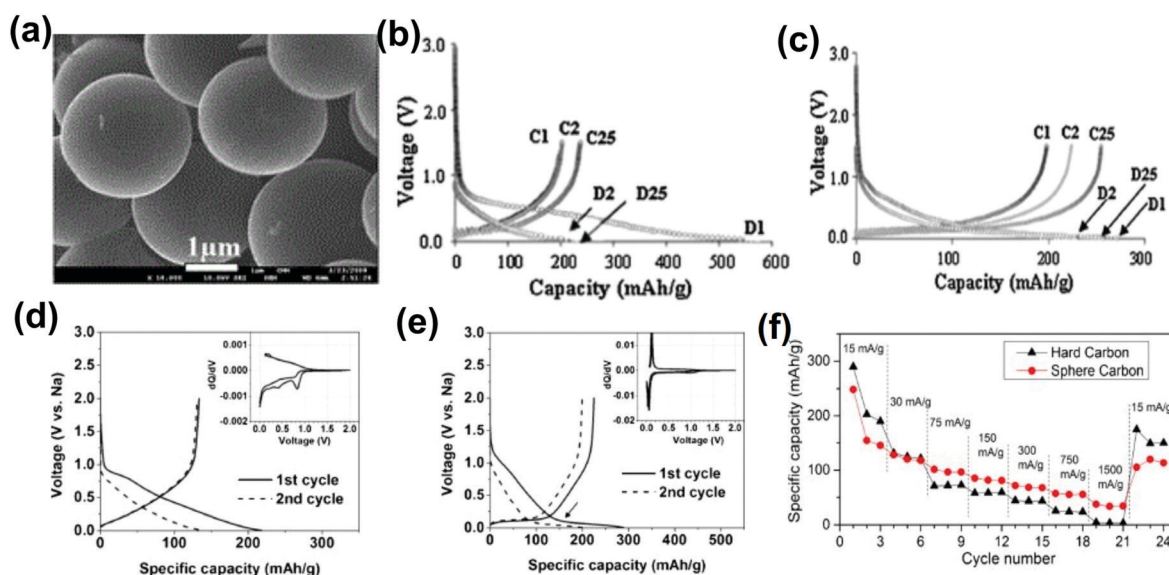 (a)
1μm
(b)
3.0
2.0
1.0
0.0
Voltage (V)
C1 C2 C25
D2 D25
D1
0 100 200 300 400 500 600
Capacity (mAh/g)
(c)
3.0
2.0
1.0
0.0
Voltage (V)
C1 C2 C25
D25
D2 D1
0 100 200 300
Capacity (mAh/g)
(d)
3.0
2.5
2.0
1.5
1.0
0.5
0.0
Voltage (V vs. Na)
0.001
0.000
-0.001
-0.002
dQ/dV
0.0 0.5 1.0 1.5 2.0
Voltage (V)
1st cycle
2nd cycle
0 100 200 300
Specific capacity (mAh/g)
(e)
3.0
2.5
2.0
1.5
1.0
0.5
0.0
Voltage (V vs. Na)
0.01
0.00
-0.01
-0.02
dQ/dV
0.0 0.5 1.0 1.5 2.0
Voltage (V)
1st cycle
2nd cycle
0 50 100 150 200 250 300
Specific capacity (mAh/g)
(f)
300
200
100
0
Specific capacity (mAh/g)
Hard Carbon
Sphere Carbon
15 mA/g
30 mA/g
75 mA/g
150
mA/g
300
mA/g
750
mA/g
1500
mA/g
15 mA/g
0 3 6 9 12 15 18 21 24
Cycle number